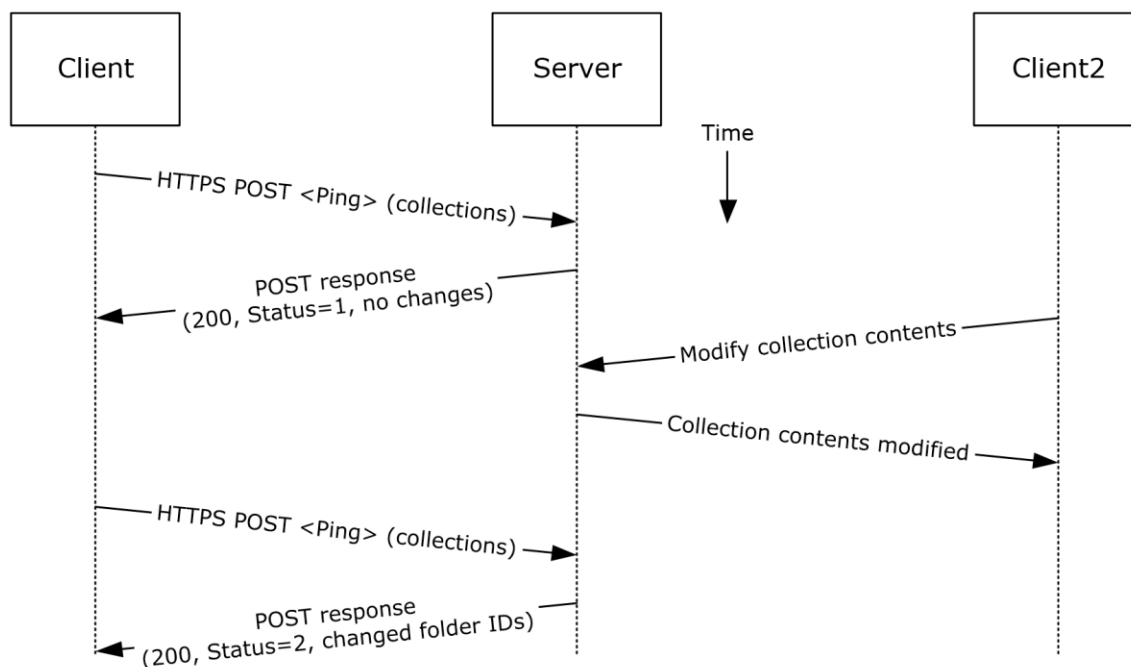 Client
Server
Client2
Time
HTTPS POST <Ping> (collections)
POST response
(200, Status=1, no changes)
Modify collection contents
Collection contents modified
HTTPS POST <Ping> (collections)
POST response
(200, Status=2, changed folder IDs)